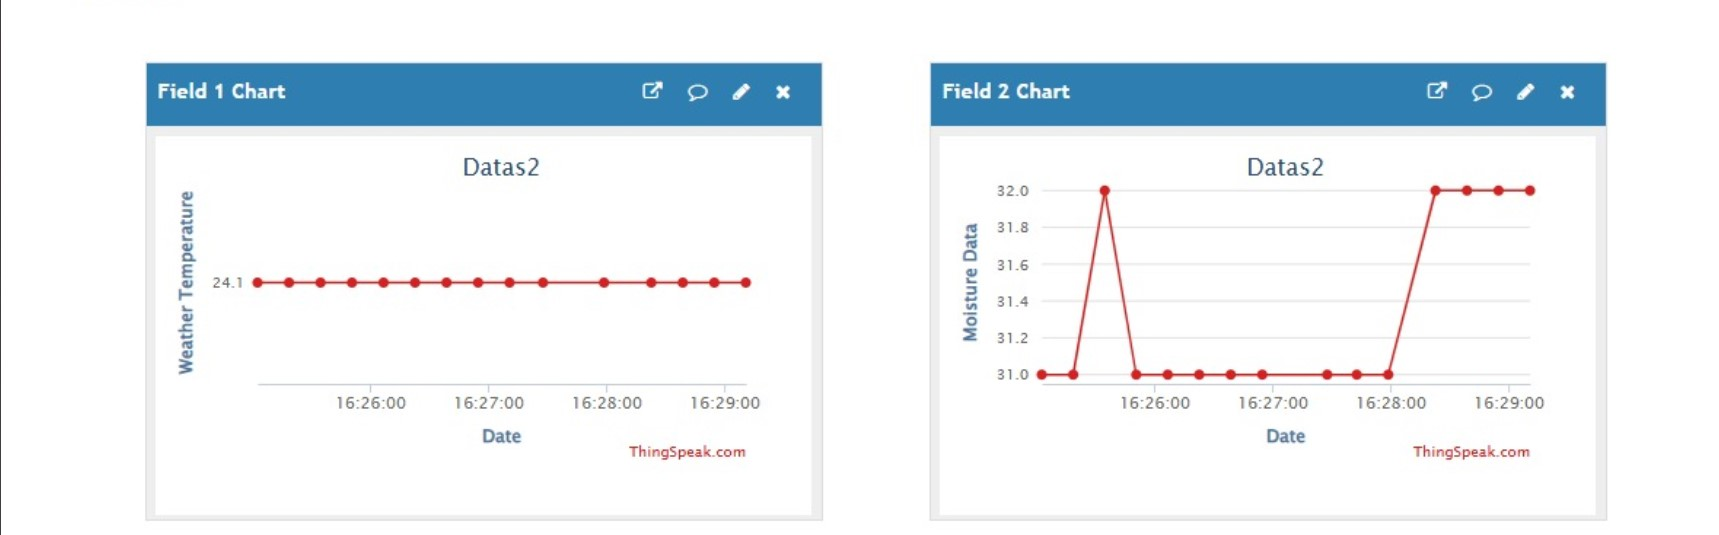 Field 1 Chart
Datas2
Weather Temperature
24.1
16:26:00 16:27:00 16:28:00 16:29:00
Date
ThingSpeak.com
Field 2 Chart
Datas2
Moisture Data
32.0
31.8
31.6
31.4
31.2
31.0
16:26:00 16:27:00 16:28:00 16:29:00
Date
ThingSpeak.com